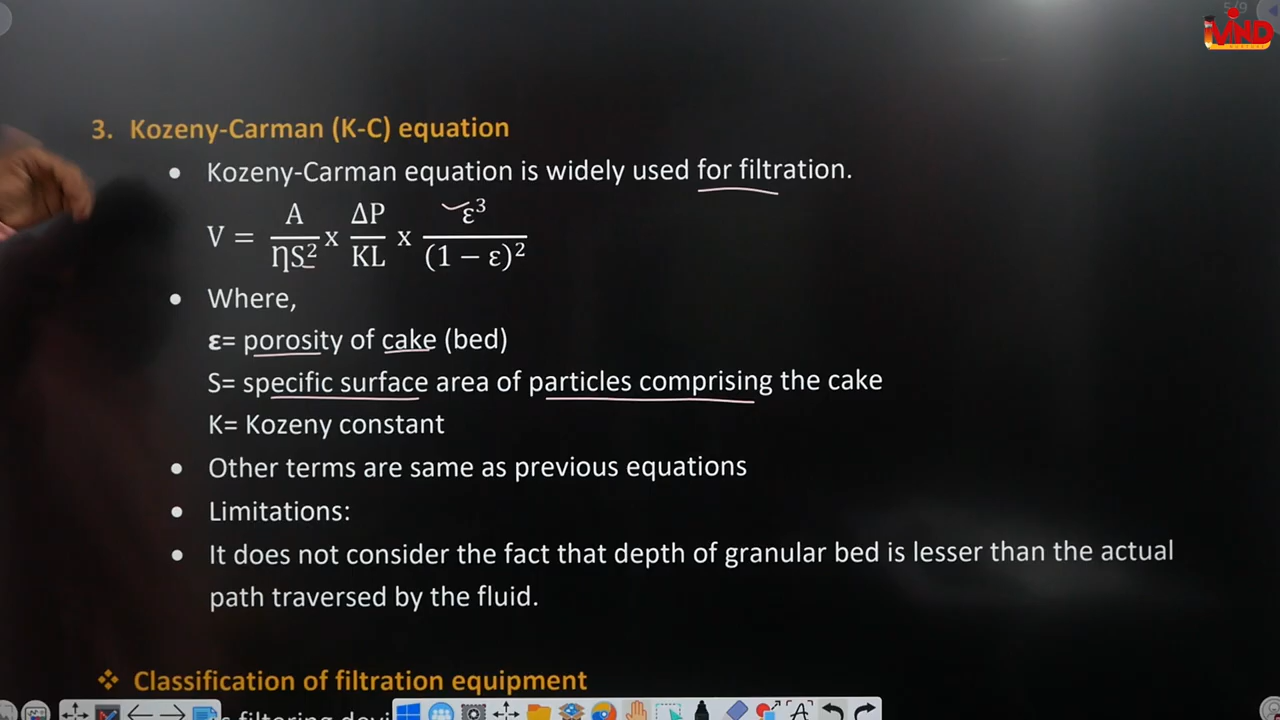 5/9
MIND
3. Kozeny-Carman (K-C) equation
• Kozeny-Carman equation is widely used for filtration.
V = A/ηS² x ΔP/KL x ε³/(1 − ε)²
• Where,
ε= porosity of cake (bed)
S= specific surface area of particles comprising the cake
K= Kozeny constant
• Other terms are same as previous equations
• Limitations:
• It does not consider the fact that depth of granular bed is lesser than the actual
path traversed by the fluid.
❖ Classification of filtration equipment